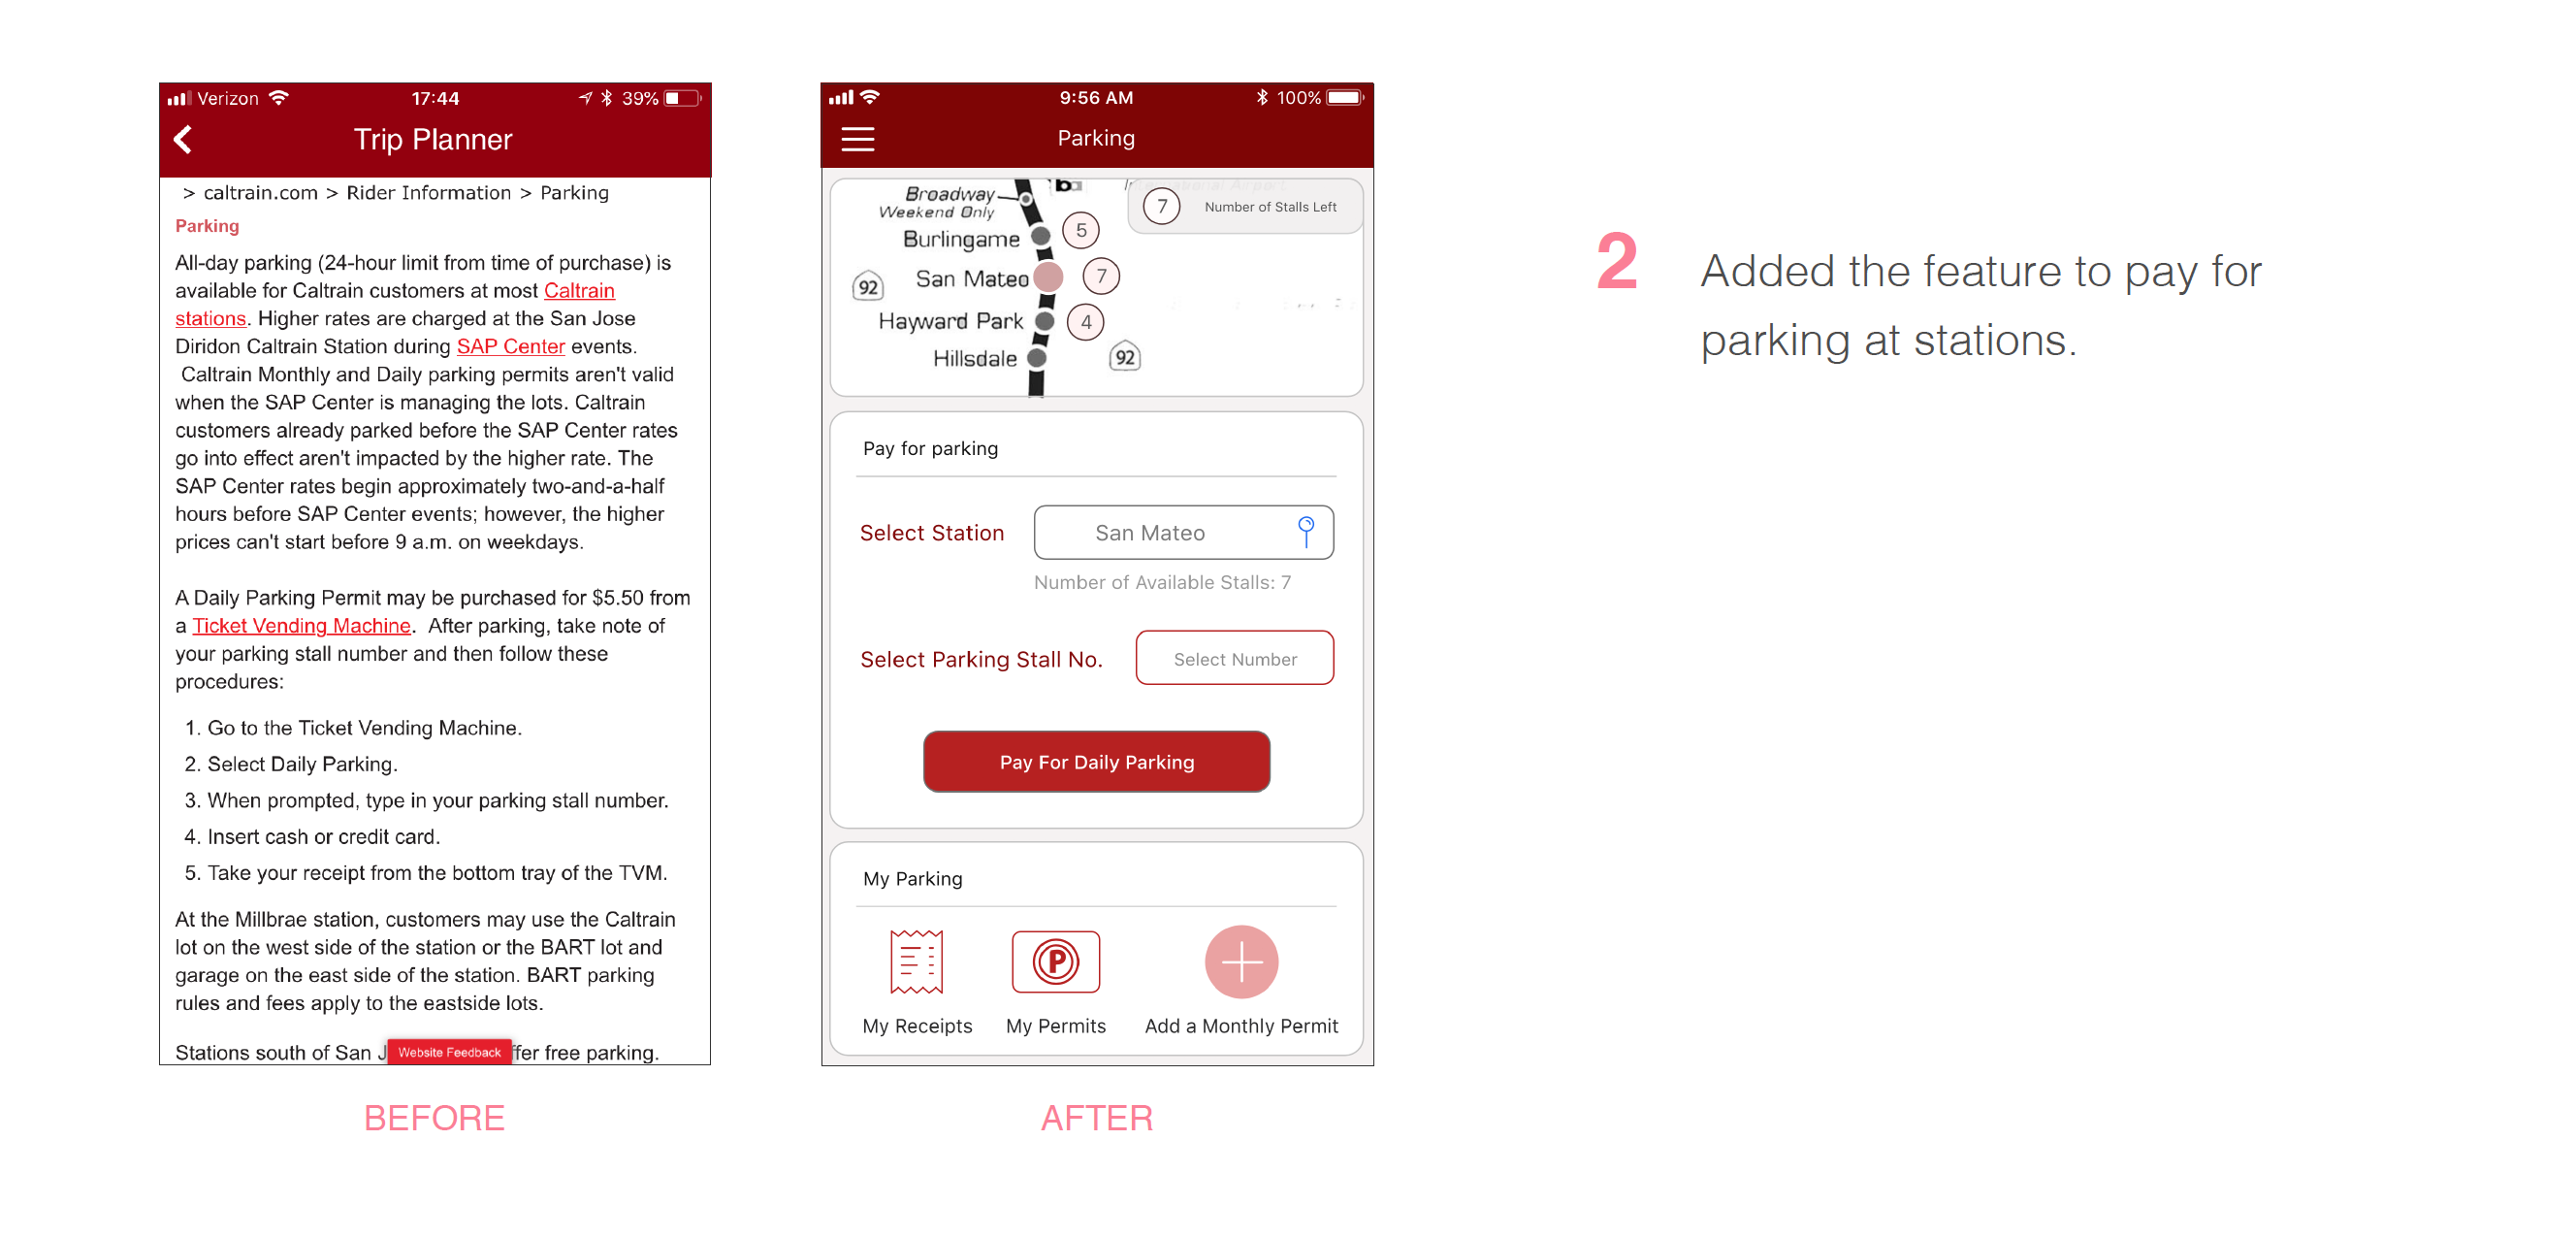 Verizon 17:44 39%
Trip Planner
> caltrain.com > Rider Information > Parking
Parking
All-day parking (24-hour limit from time of purchase) is
available for Caltrain customers at most Caltrain
stations. Higher rates are charged at the San Jose
Diridon Caltrain Station during SAP Center events.
Caltrain Monthly and Daily parking permits aren't valid
when the SAP Center is managing the lots. Caltrain
customers already parked before the SAP Center rates
go into effect aren't impacted by the higher rate. The
SAP Center rates begin approximately two-and-a-half
hours before SAP Center events; however, the higher
prices can't start before 9 a.m. on weekdays.
A Daily Parking Permit may be purchased for $5.50 from
a Ticket Vending Machine. After parking, take note of
your parking stall number and then follow these
procedures:
1. Go to the Ticket Vending Machine.
2. Select Daily Parking.
3. When prompted, type in your parking stall number.
4. Insert cash or credit card.
5. Take your receipt from the bottom tray of the TVM.
At the Millbrae station, customers may use the Caltrain
lot on the west side of the station or the BART lot and
garage on the east side of the station. BART parking
rules and fees apply to the eastside lots.
Stations south of San J Website Feedback ffer free parking.
BEFORE
9:56 AM 100%
Parking
Broadway
Weekend Only
7 Number of Stalls Left
Burlingame 5
92 San Mateo 7
Hayward Park 4
Hillsdale 92
Pay for parking
Select Station San Mateo
Number of Available Stalls: 7
Select Parking Stall No. Select Number
Pay For Daily Parking
My Parking
P
My Receipts My Permits Add a Monthly Permit
AFTER
2 Added the feature to pay for
parking at stations.